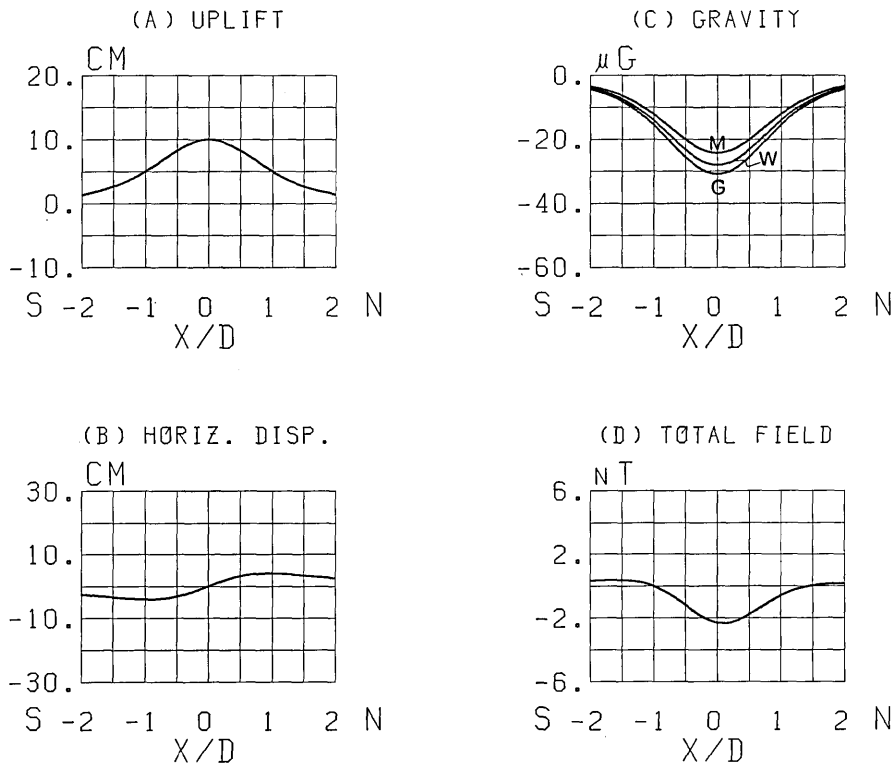 (A) UPLIFT
CM
20.
10.
0.
-10.
S -2 -1 0 1 2 N
X/D
(C) GRAVITY
μG
0.
-20.
-40.
-60.
M
W
G
S -2 -1 0 1 2 N
X/D
(B) HØRIZ. DISP.
CM
30.
10.
-10.
-30.
S -2 -1 0 1 2 N
X/D
(D) TØTAL FIELD
NT
6.
2.
-2.
-6.
S -2 -1 0 1 2 N
X/D